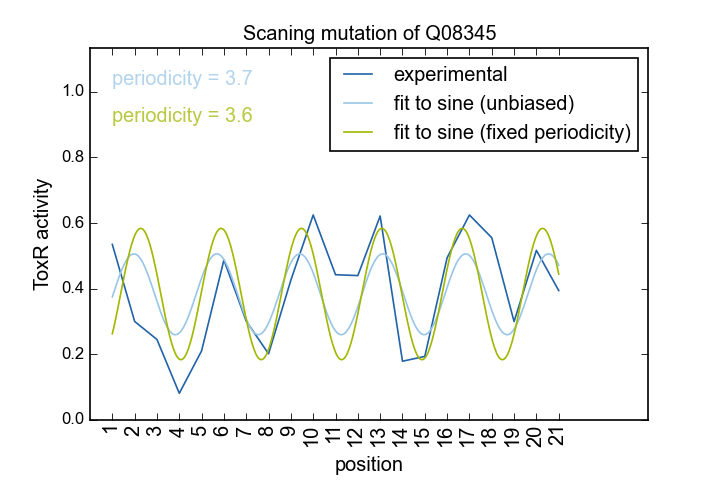 Scaning mutation of Q08345
periodicity = 3.7
periodicity = 3.6
experimental
fit to sine (unbiased)
fit to sine (fixed periodicity)
ToxR activity
1.0
0.8
0.6
0.4
0.2
0.0
1 2 3 4 5 6 7 8 9 10 11 12 13 14 15 16 17 18 19 20 21
position